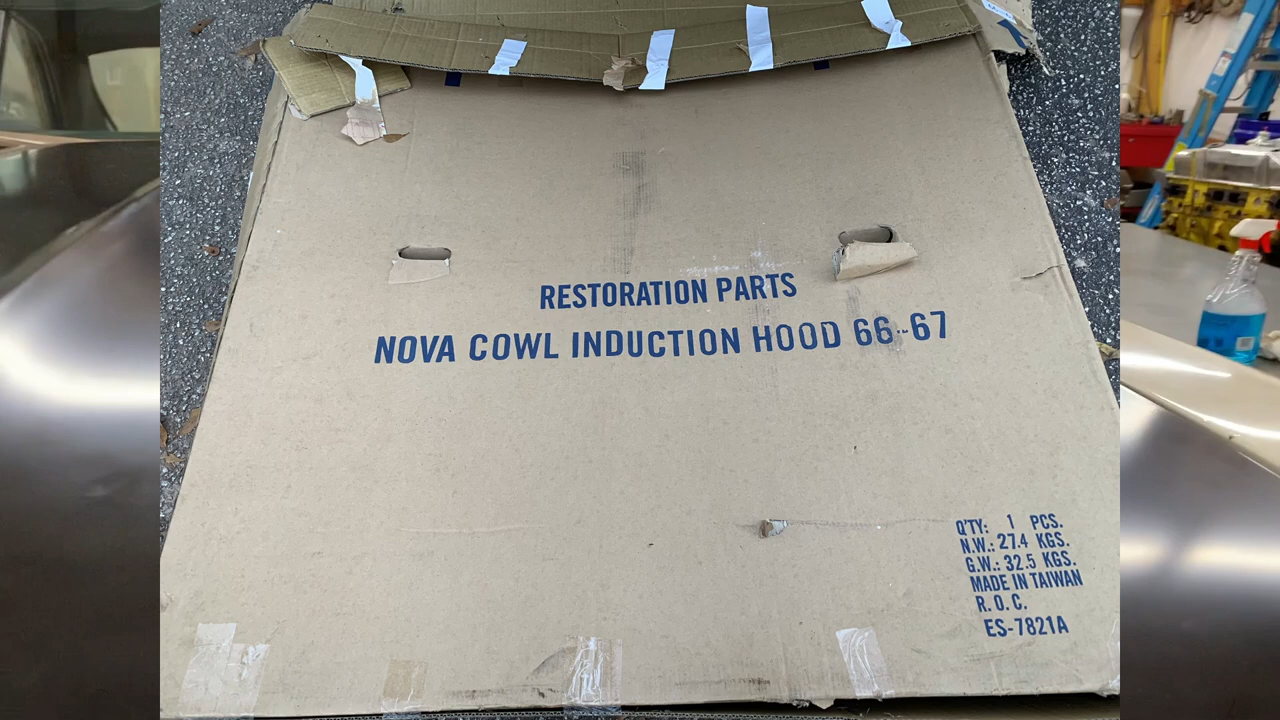 RESTORATION PARTS
NOVA COWL INDUCTION HOOD 66-67
Q'TY: 1 PCS.
N.W.: 27.4 KGS.
G.W.: 32.5 KGS.
MADE IN TAIWAN
R. O. C.
ES-7821A